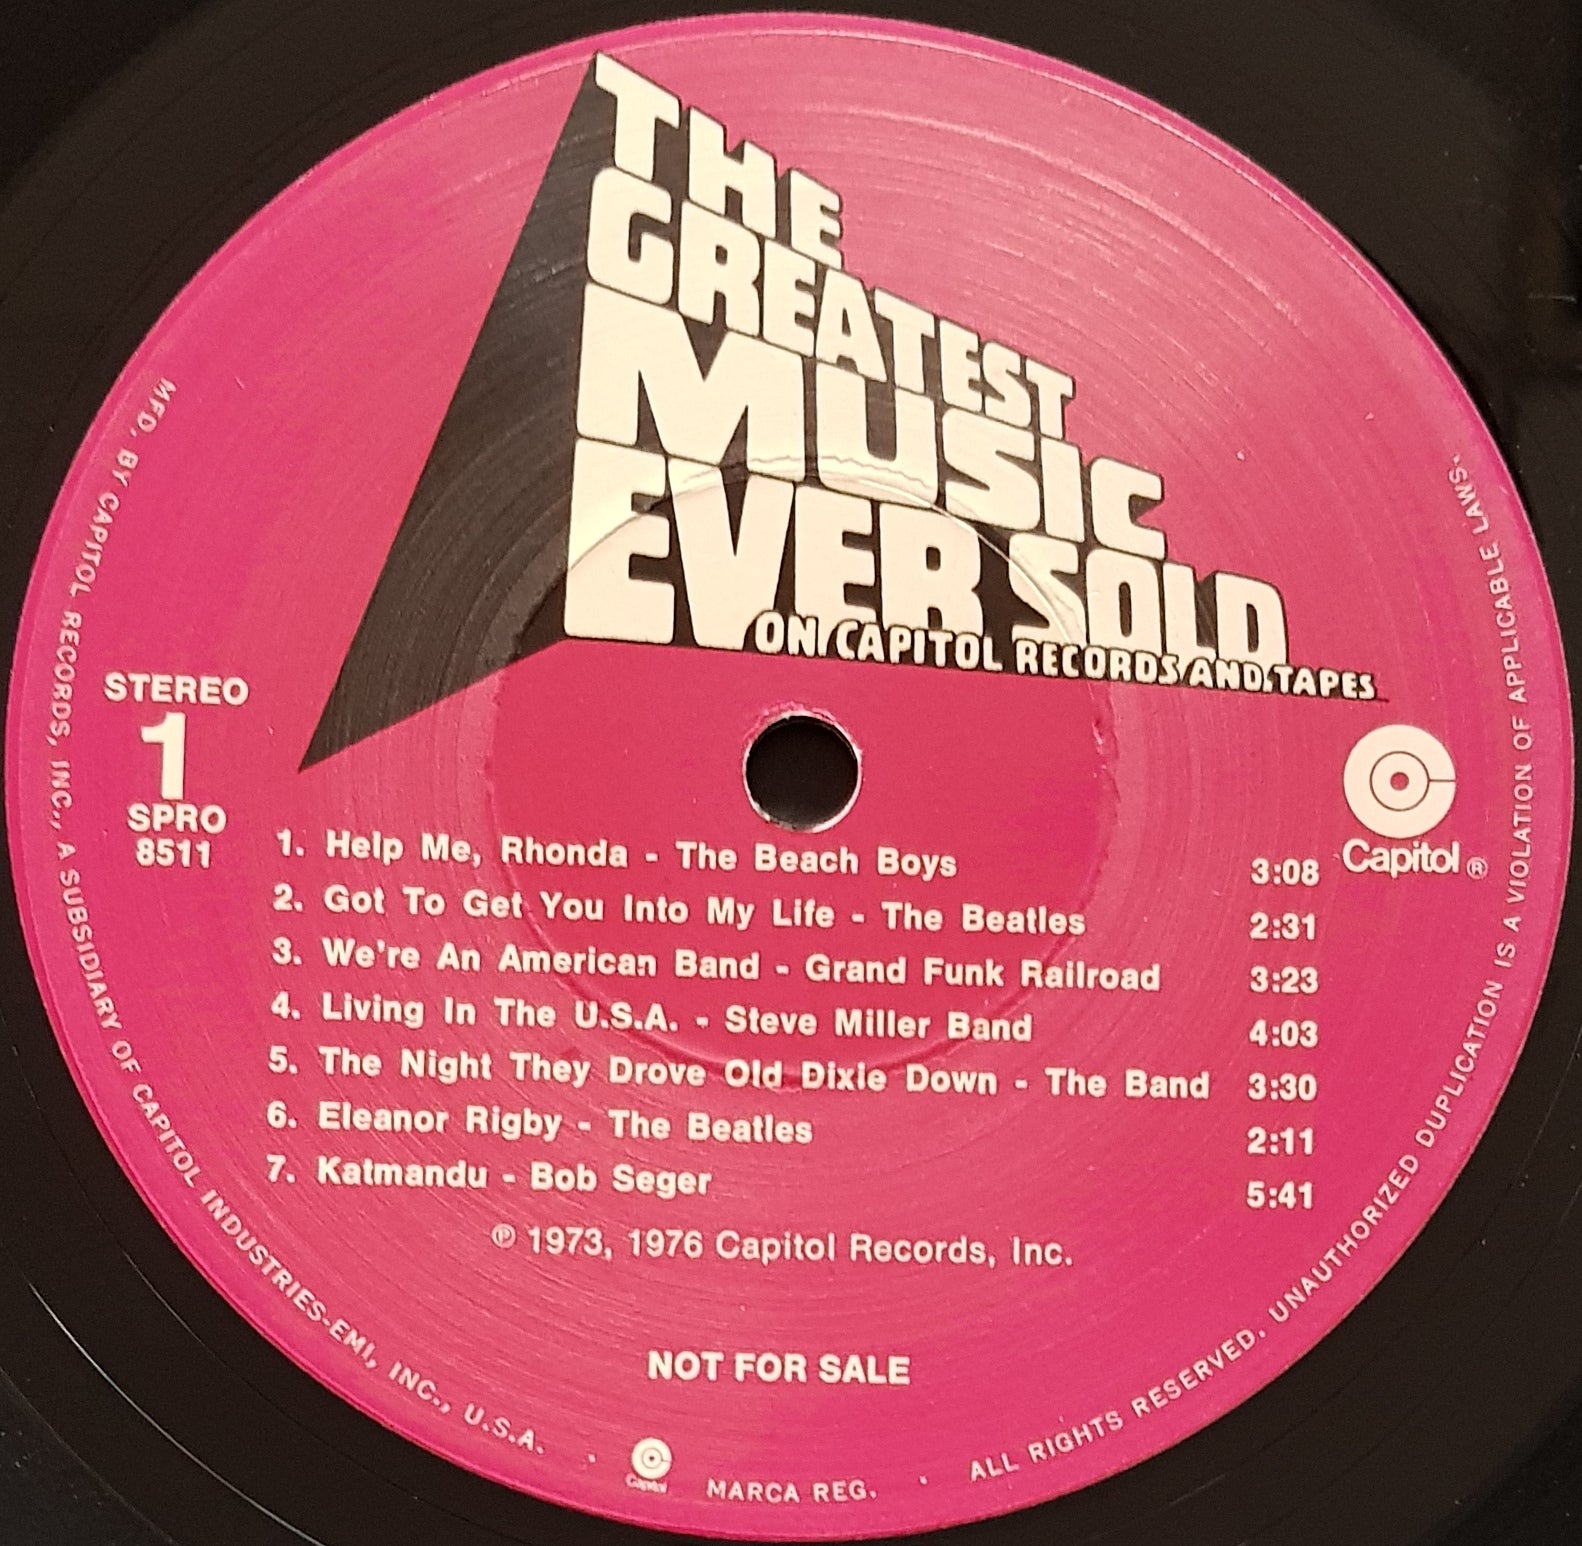 THE
GREATEST
MUSIC
EVER SOLD
ON CAPITOL RECORDS AND TAPES
STEREO
1
SPRO
8511
Capitol ®
1. Help Me, Rhonda - The Beach Boys 3:08
2. Got To Get You Into My Life - The Beatles 2:31
3. We're An American Band - Grand Funk Railroad 3:23
4. Living In The U.S.A. - Steve Miller Band 4:03
5. The Night They Drove Old Dixie Down - The Band 3:30
6. Eleanor Rigby - The Beatles 2:11
7. Katmandu - Bob Seger 5:41
℗ 1973, 1976 Capitol Records, Inc.
NOT FOR SALE
MFD. BY CAPITOL RECORDS, INC., A SUBSIDIARY OF CAPITOL INDUSTRIES-EMI, INC., U.S.A. · Capitol MARCA REG. · ALL RIGHTS RESERVED. UNAUTHORIZED DUPLICATION IS A VIOLATION OF APPLICABLE LAWS.